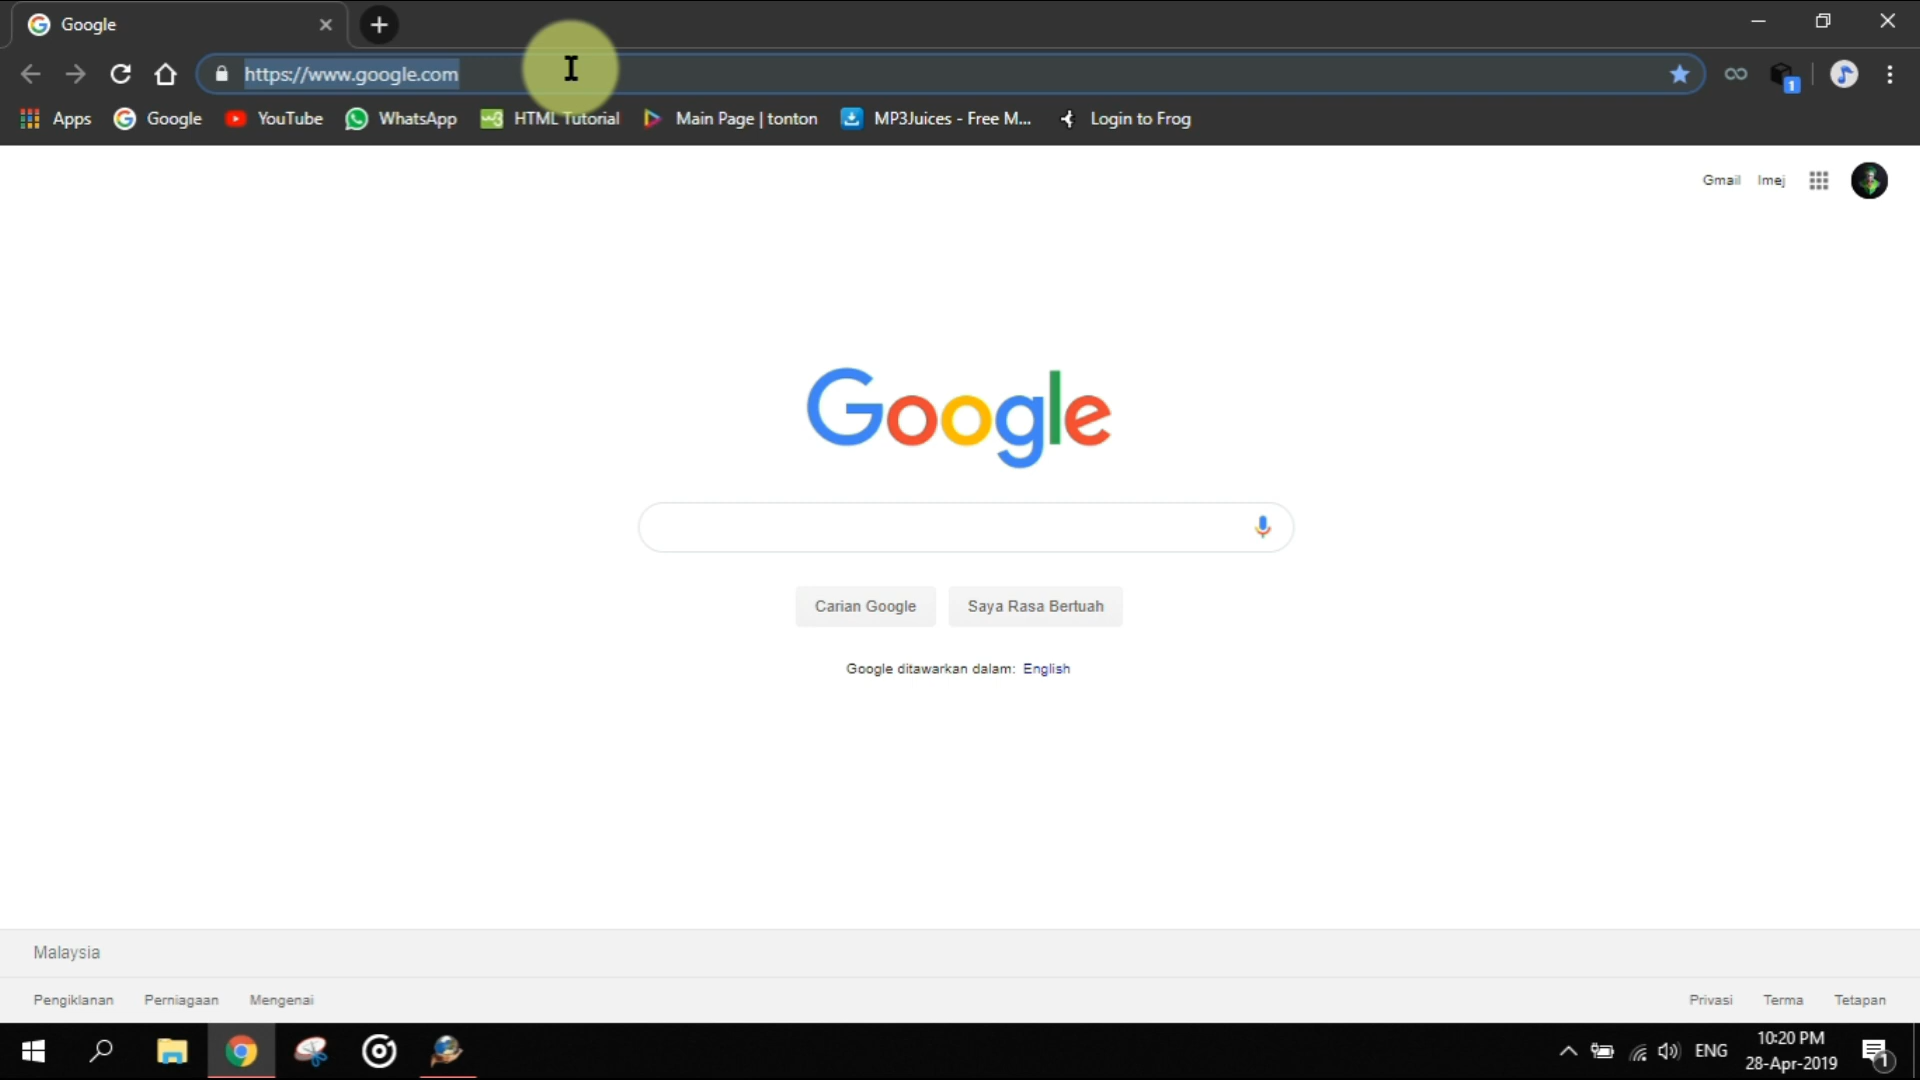 Google
https://www.google.com
Apps Google YouTube WhatsApp HTML Tutorial Main Page | tonton MP3Juices - Free M... Login to Frog
1
Gmail Imej
Google
Carian Google Saya Rasa Bertuah
Google ditawarkan dalam: English
Malaysia
Pengiklanan Perniagaan Mengenai Privasi Terma Tetapan
ENG 10:20 PM
28-Apr-2019
1